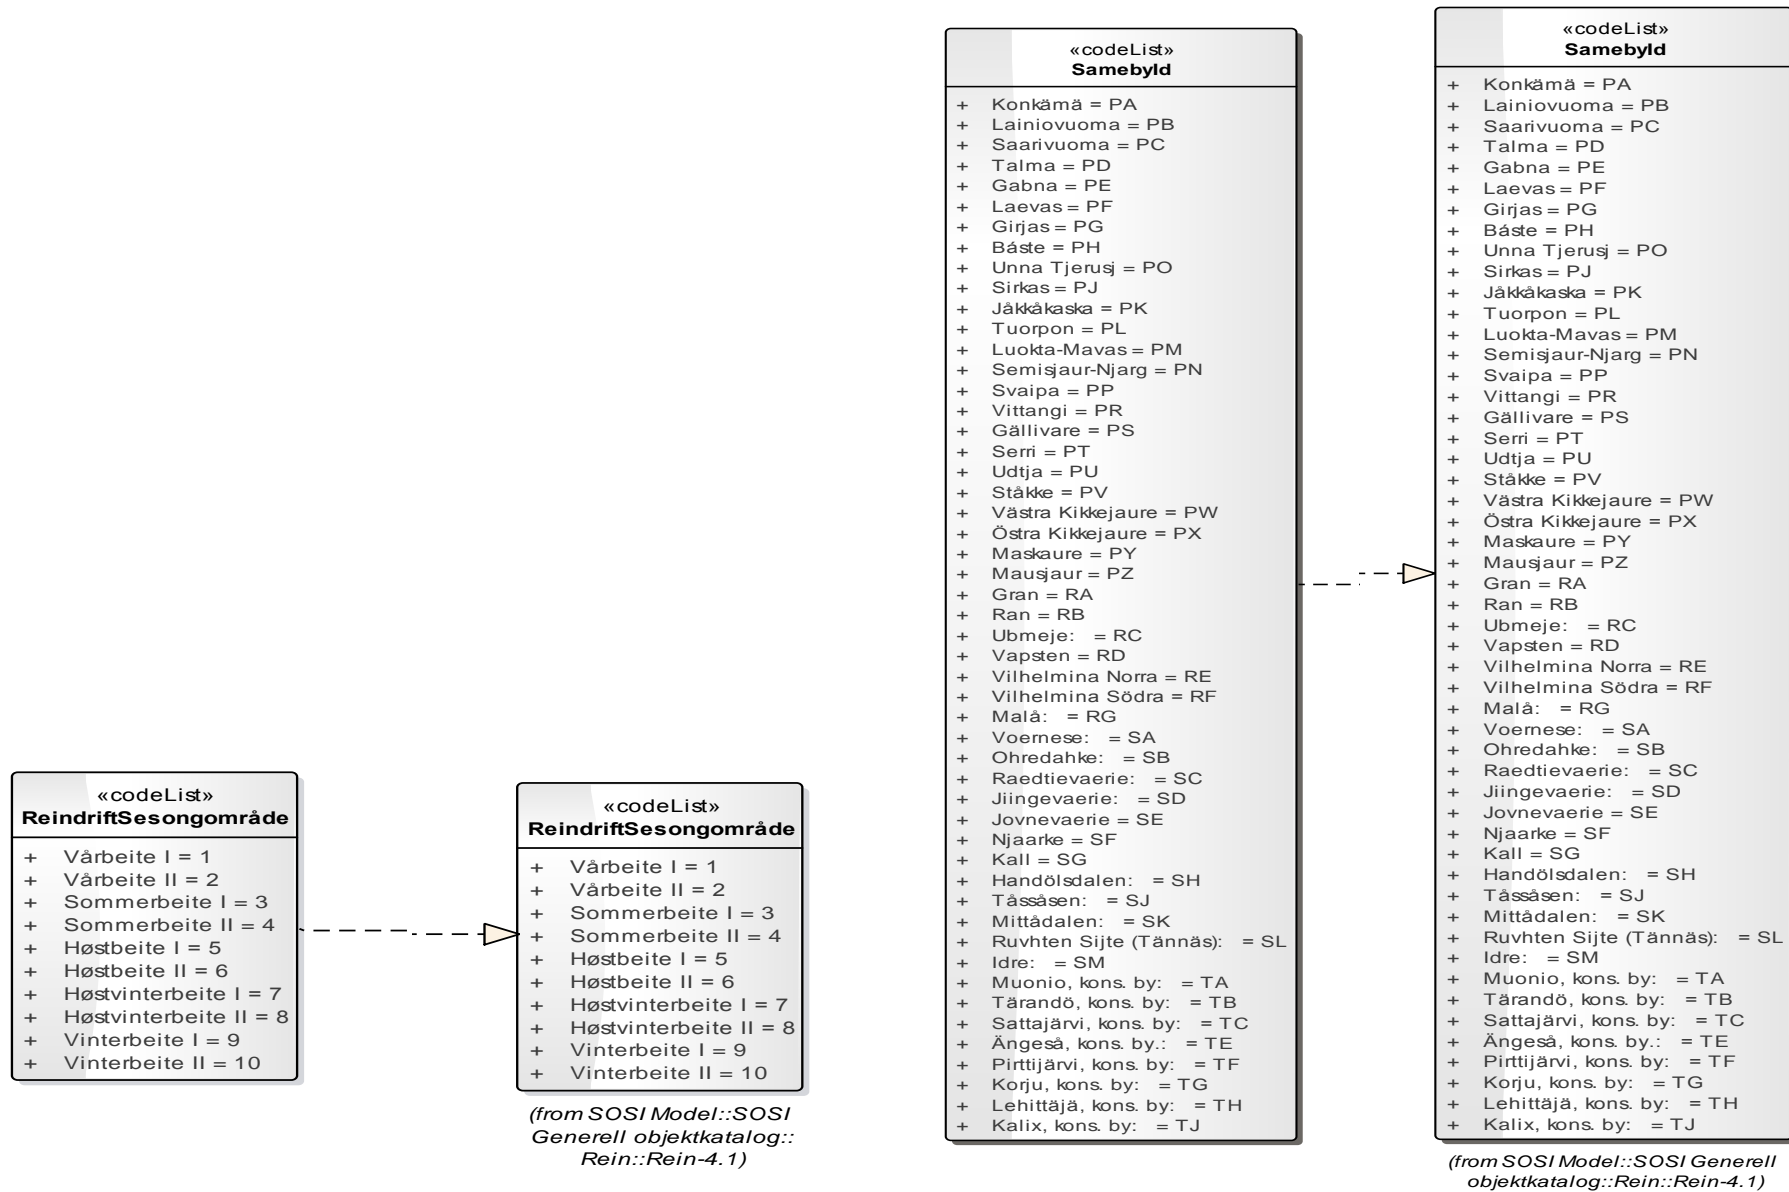 «codeList»
ReindriftSesongområde
+ Vårbeite I = 1
+ Vårbeite II = 2
+ Sommerbeite I = 3
+ Sommerbeite II = 4
+ Høstbeite I = 5
+ Høstbeite II = 6
+ Høstvinterbeite I = 7
+ Høstvinterbeite II = 8
+ Vinterbeite I = 9
+ Vinterbeite II = 10
«codeList»
ReindriftSesongområde
+ Vårbeite I = 1
+ Vårbeite II = 2
+ Sommerbeite I = 3
+ Sommerbeite II = 4
+ Høstbeite I = 5
+ Høstbeite II = 6
+ Høstvinterbeite I = 7
+ Høstvinterbeite II = 8
+ Vinterbeite I = 9
+ Vinterbeite II = 10
(from SOSI Model::SOSI
Generell objektkatalog::
Rein::Rein-4.1)
«codeList»
SamebyId
+ Konkämä = PA
+ Lainiovuoma = PB
+ Saarivuoma = PC
+ Talma = PD
+ Gabna = PE
+ Laevas = PF
+ Girjas = PG
+ Báste = PH
+ Unna Tjerusj = PO
+ Sirkas = PJ
+ Jåkkåkaska = PK
+ Tuorpon = PL
+ Luokta-Mavas = PM
+ Semisjaur-Njarg = PN
+ Svaipa = PP
+ Vittangi = PR
+ Gällivare = PS
+ Serri = PT
+ Udtja = PU
+ Ståkke = PV
+ Västra Kikkejaure = PW
+ Östra Kikkejaure = PX
+ Maskaure = PY
+ Mausjaur = PZ
+ Gran = RA
+ Ran = RB
+ Ubmeje: = RC
+ Vapsten = RD
+ Vilhelmina Norra = RE
+ Vilhelmina Södra = RF
+ Malå: = RG
+ Voernese: = SA
+ Ohredahke: = SB
+ Raedtievaerie: = SC
+ Jiingevaerie: = SD
+ Jovnevaerie = SE
+ Njaarke = SF
+ Kall = SG
+ Handölsdalen: = SH
+ Tåssåsen: = SJ
+ Mittådalen: = SK
+ Ruvhten Sijte (Tännäs): = SL
+ Idre: = SM
+ Muonio, kons. by: = TA
+ Tärandö, kons. by: = TB
+ Sattajärvi, kons. by: = TC
+ Ängeså, kons. by.: = TE
+ Pirttijärvi, kons. by: = TF
+ Korju, kons. by: = TG
+ Lehittäjä, kons. by: = TH
+ Kalix, kons. by: = TJ
«codeList»
SamebyId
+ Konkämä = PA
+ Lainiovuoma = PB
+ Saarivuoma = PC
+ Talma = PD
+ Gabna = PE
+ Laevas = PF
+ Girjas = PG
+ Báste = PH
+ Unna Tjerusj = PO
+ Sirkas = PJ
+ Jåkkåkaska = PK
+ Tuorpon = PL
+ Luokta-Mavas = PM
+ Semisjaur-Njarg = PN
+ Svaipa = PP
+ Vittangi = PR
+ Gällivare = PS
+ Serri = PT
+ Udtja = PU
+ Ståkke = PV
+ Västra Kikkejaure = PW
+ Östra Kikkejaure = PX
+ Maskaure = PY
+ Mausjaur = PZ
+ Gran = RA
+ Ran = RB
+ Ubmeje: = RC
+ Vapsten = RD
+ Vilhelmina Norra = RE
+ Vilhelmina Södra = RF
+ Malå: = RG
+ Voernese: = SA
+ Ohredahke: = SB
+ Raedtievaerie: = SC
+ Jiingevaerie: = SD
+ Jovnevaerie = SE
+ Njaarke = SF
+ Kall = SG
+ Handölsdalen: = SH
+ Tåssåsen: = SJ
+ Mittådalen: = SK
+ Ruvhten Sijte (Tännäs): = SL
+ Idre: = SM
+ Muonio, kons. by: = TA
+ Tärandö, kons. by: = TB
+ Sattajärvi, kons. by: = TC
+ Ängeså, kons. by.: = TE
+ Pirttijärvi, kons. by: = TF
+ Korju, kons. by: = TG
+ Lehittäjä, kons. by: = TH
+ Kalix, kons. by: = TJ
(from SOSI Model::SOSI Generell
objektkatalog::Rein::Rein-4.1)